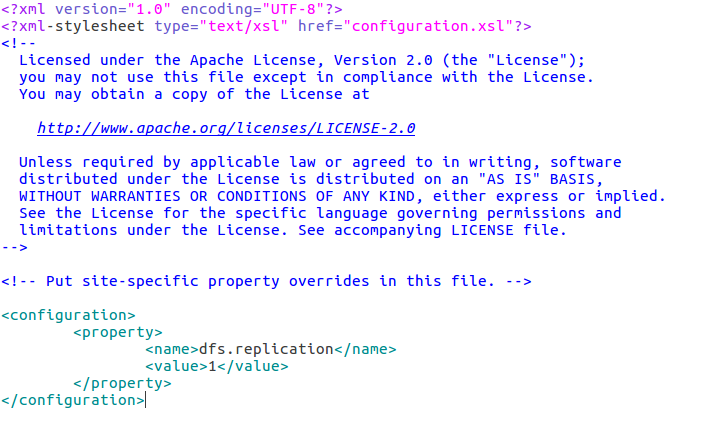 <?xml version="1.0" encoding="UTF-8"?>
<?xml-stylesheet type="text/xsl" href="configuration.xsl"?>
<!--
  Licensed under the Apache License, Version 2.0 (the "License");
  you may not use this file except in compliance with the License.
  You may obtain a copy of the License at

    http://www.apache.org/licenses/LICENSE-2.0

  Unless required by applicable law or agreed to in writing, software
  distributed under the License is distributed on an "AS IS" BASIS,
  WITHOUT WARRANTIES OR CONDITIONS OF ANY KIND, either express or implied.
  See the License for the specific language governing permissions and
  limitations under the License. See accompanying LICENSE file.
-->

<!-- Put site-specific property overrides in this file. -->

<configuration>
        <property>
                <name>dfs.replication</name>
                <value>1</value>
        </property>
</configuration>